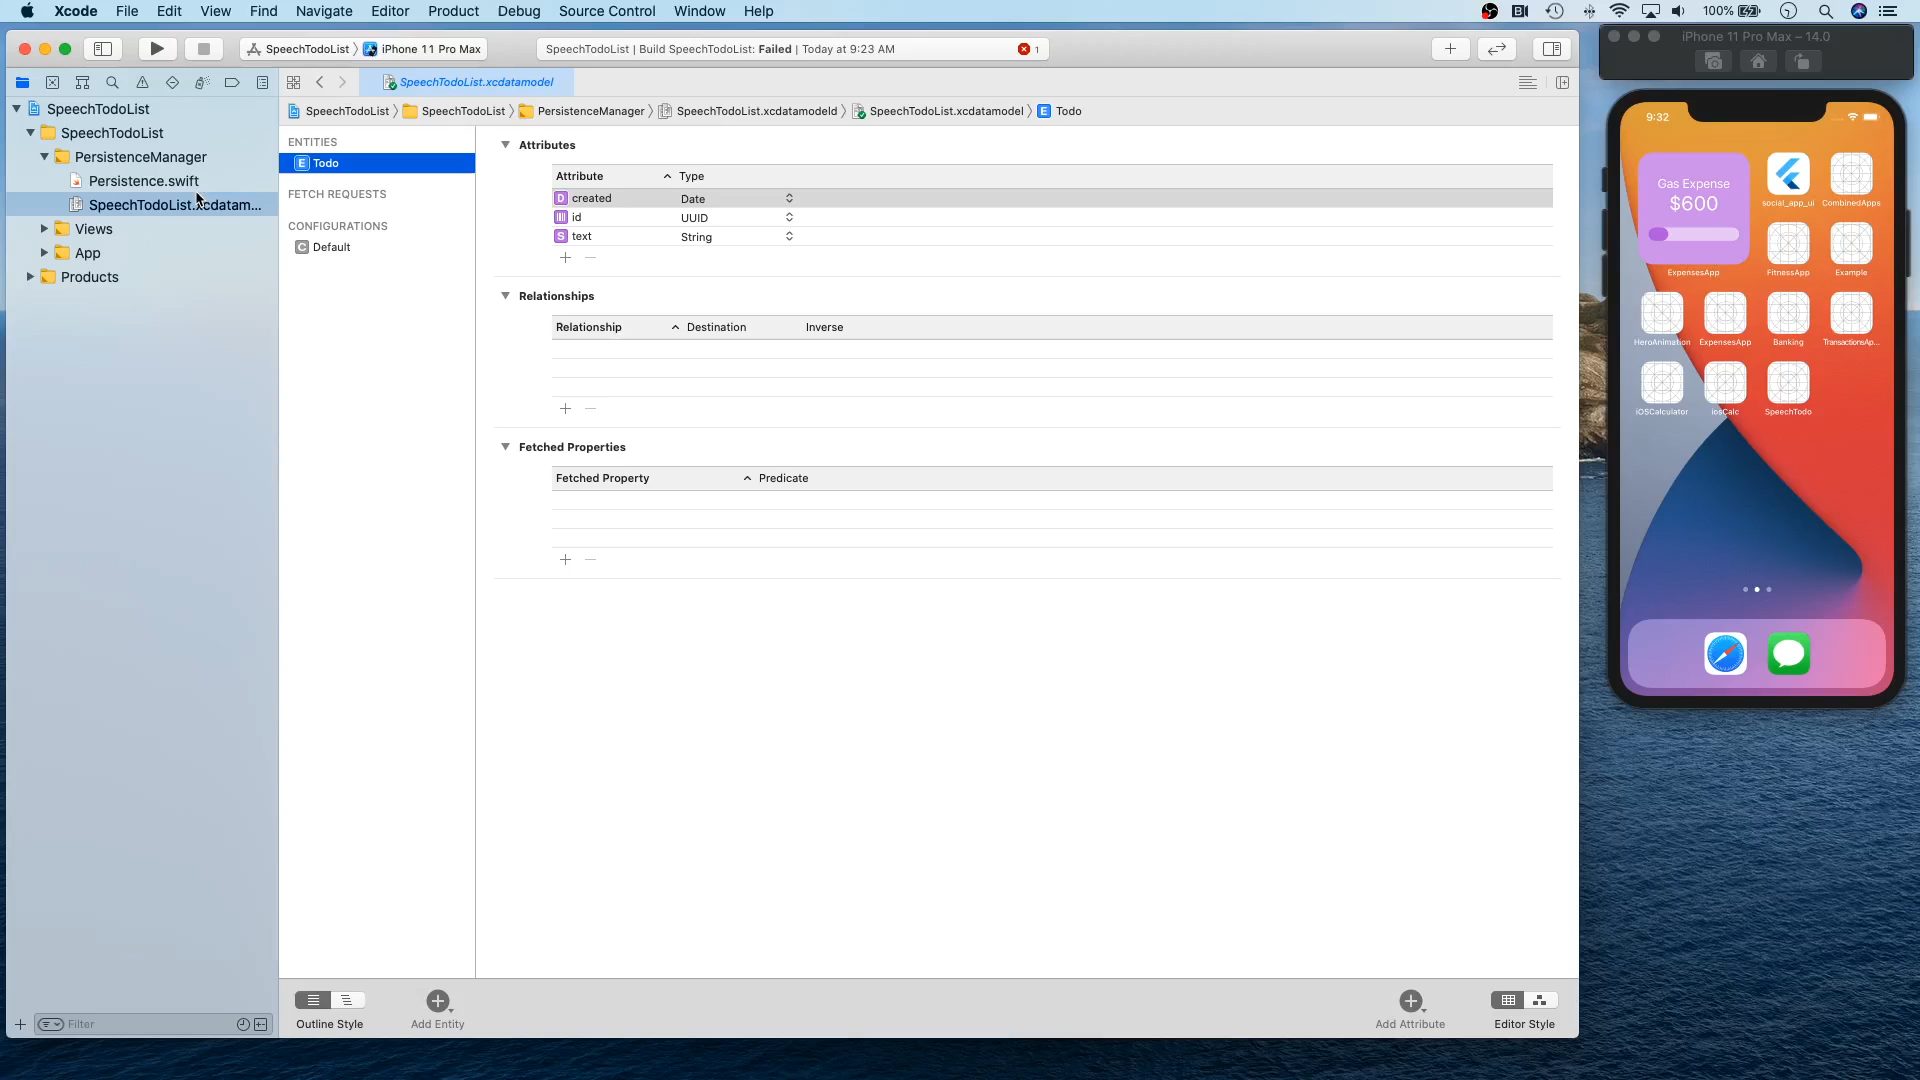 Xcode File Edit View Find Navigate Editor Product Debug Source Control Window Help
100%
SpeechTodoList iPhone 11 Pro Max
SpeechTodoList | Build SpeechTodoList: Failed | Today at 9:23 AM
1
iPhone 11 Pro Max – 14.0
SpeechTodoList.xcdatamodel
SpeechTodoList
SpeechTodoList
PersistenceManager
Persistence.swift
SpeechTodoList.xcdatam...
Views
App
Products
Filter
SpeechTodoList SpeechTodoList PersistenceManager SpeechTodoList.xcdatamodeld SpeechTodoList.xcdatamodel E Todo
ENTITIES
E Todo
FETCH REQUESTS
CONFIGURATIONS
C Default
Attributes
Attribute Type
D created Date
id UUID
S text String
Relationships
Relationship Destination Inverse
Fetched Properties
Fetched Property Predicate
Outline Style
Add Entity
Add Attribute
Editor Style
9:32
Gas Expense
$600
ExpensesApp
social_app_ui CombinedApps
FitnessApp Example
HeroAnimation ExpensesApp Banking TransactionsAp...
iOSCalculator iosCalc SpeechTodo